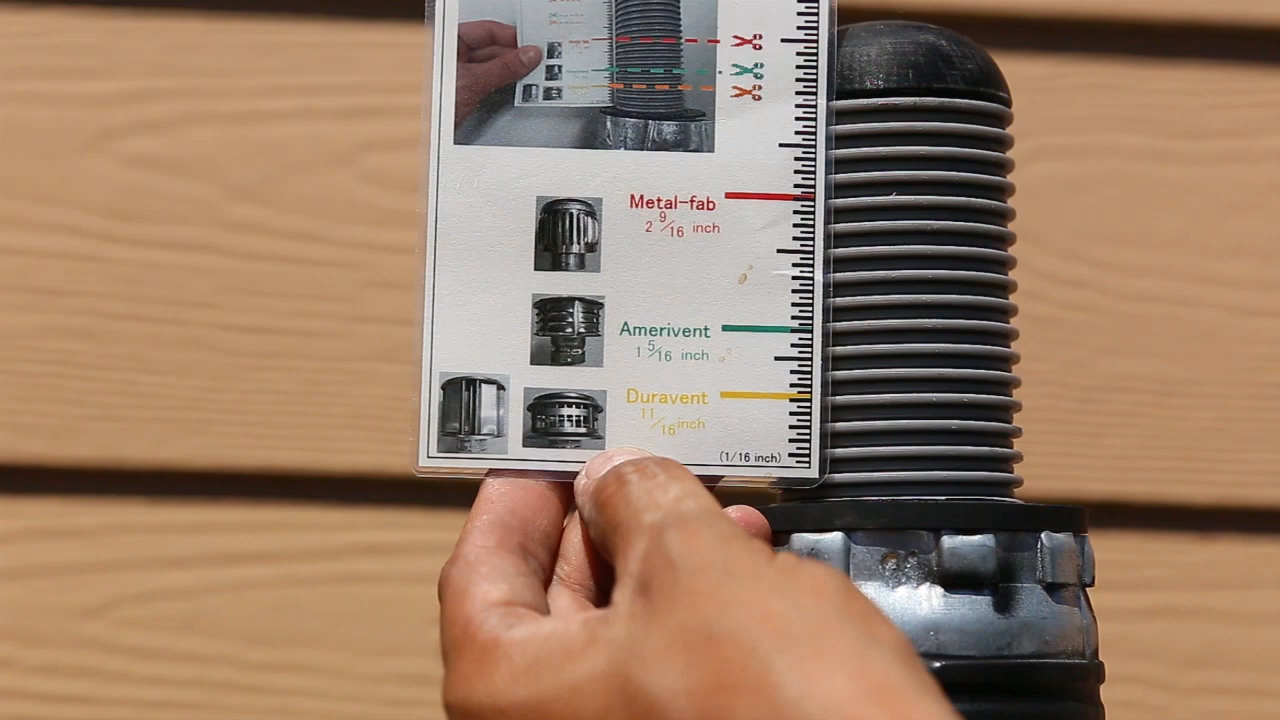 Metal-fab
2 9/16 inch
Amerivent
1 5/16 inch
Duravent
11/16 inch
(1/16 inch)